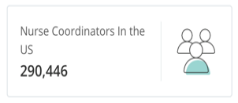 Nurse Coordinators In the
US
290,446